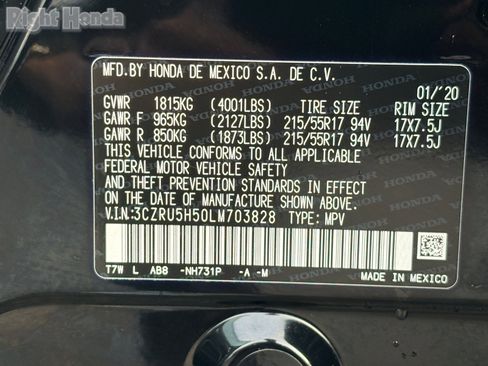 Right Honda
MFD.BY HONDA DE MEXICO S.A. DE C.V.
01/'20
GVWR 1815KG (4001LBS) TIRE SIZE RIM SIZE
GAWR F 965KG (2127LBS) 215/55R17 94V 17X7.5J
GAWR R 850KG (1873LBS) 215/55R17 94V 17X7.5J
THIS VEHICLE CONFORMS TO ALL APPLICABLE
FEDERAL MOTOR VEHICLE SAFETY
AND THEFT PREVENTION STANDARDS IN EFFECT
ON THE DATE OF MANUFACTURE SHOWN ABOVE.
V.I.N:3CZRU5H50LM703828 TYPE: MPV
T7W L AB8 -NH731P -A -M
MADE IN MEXICO